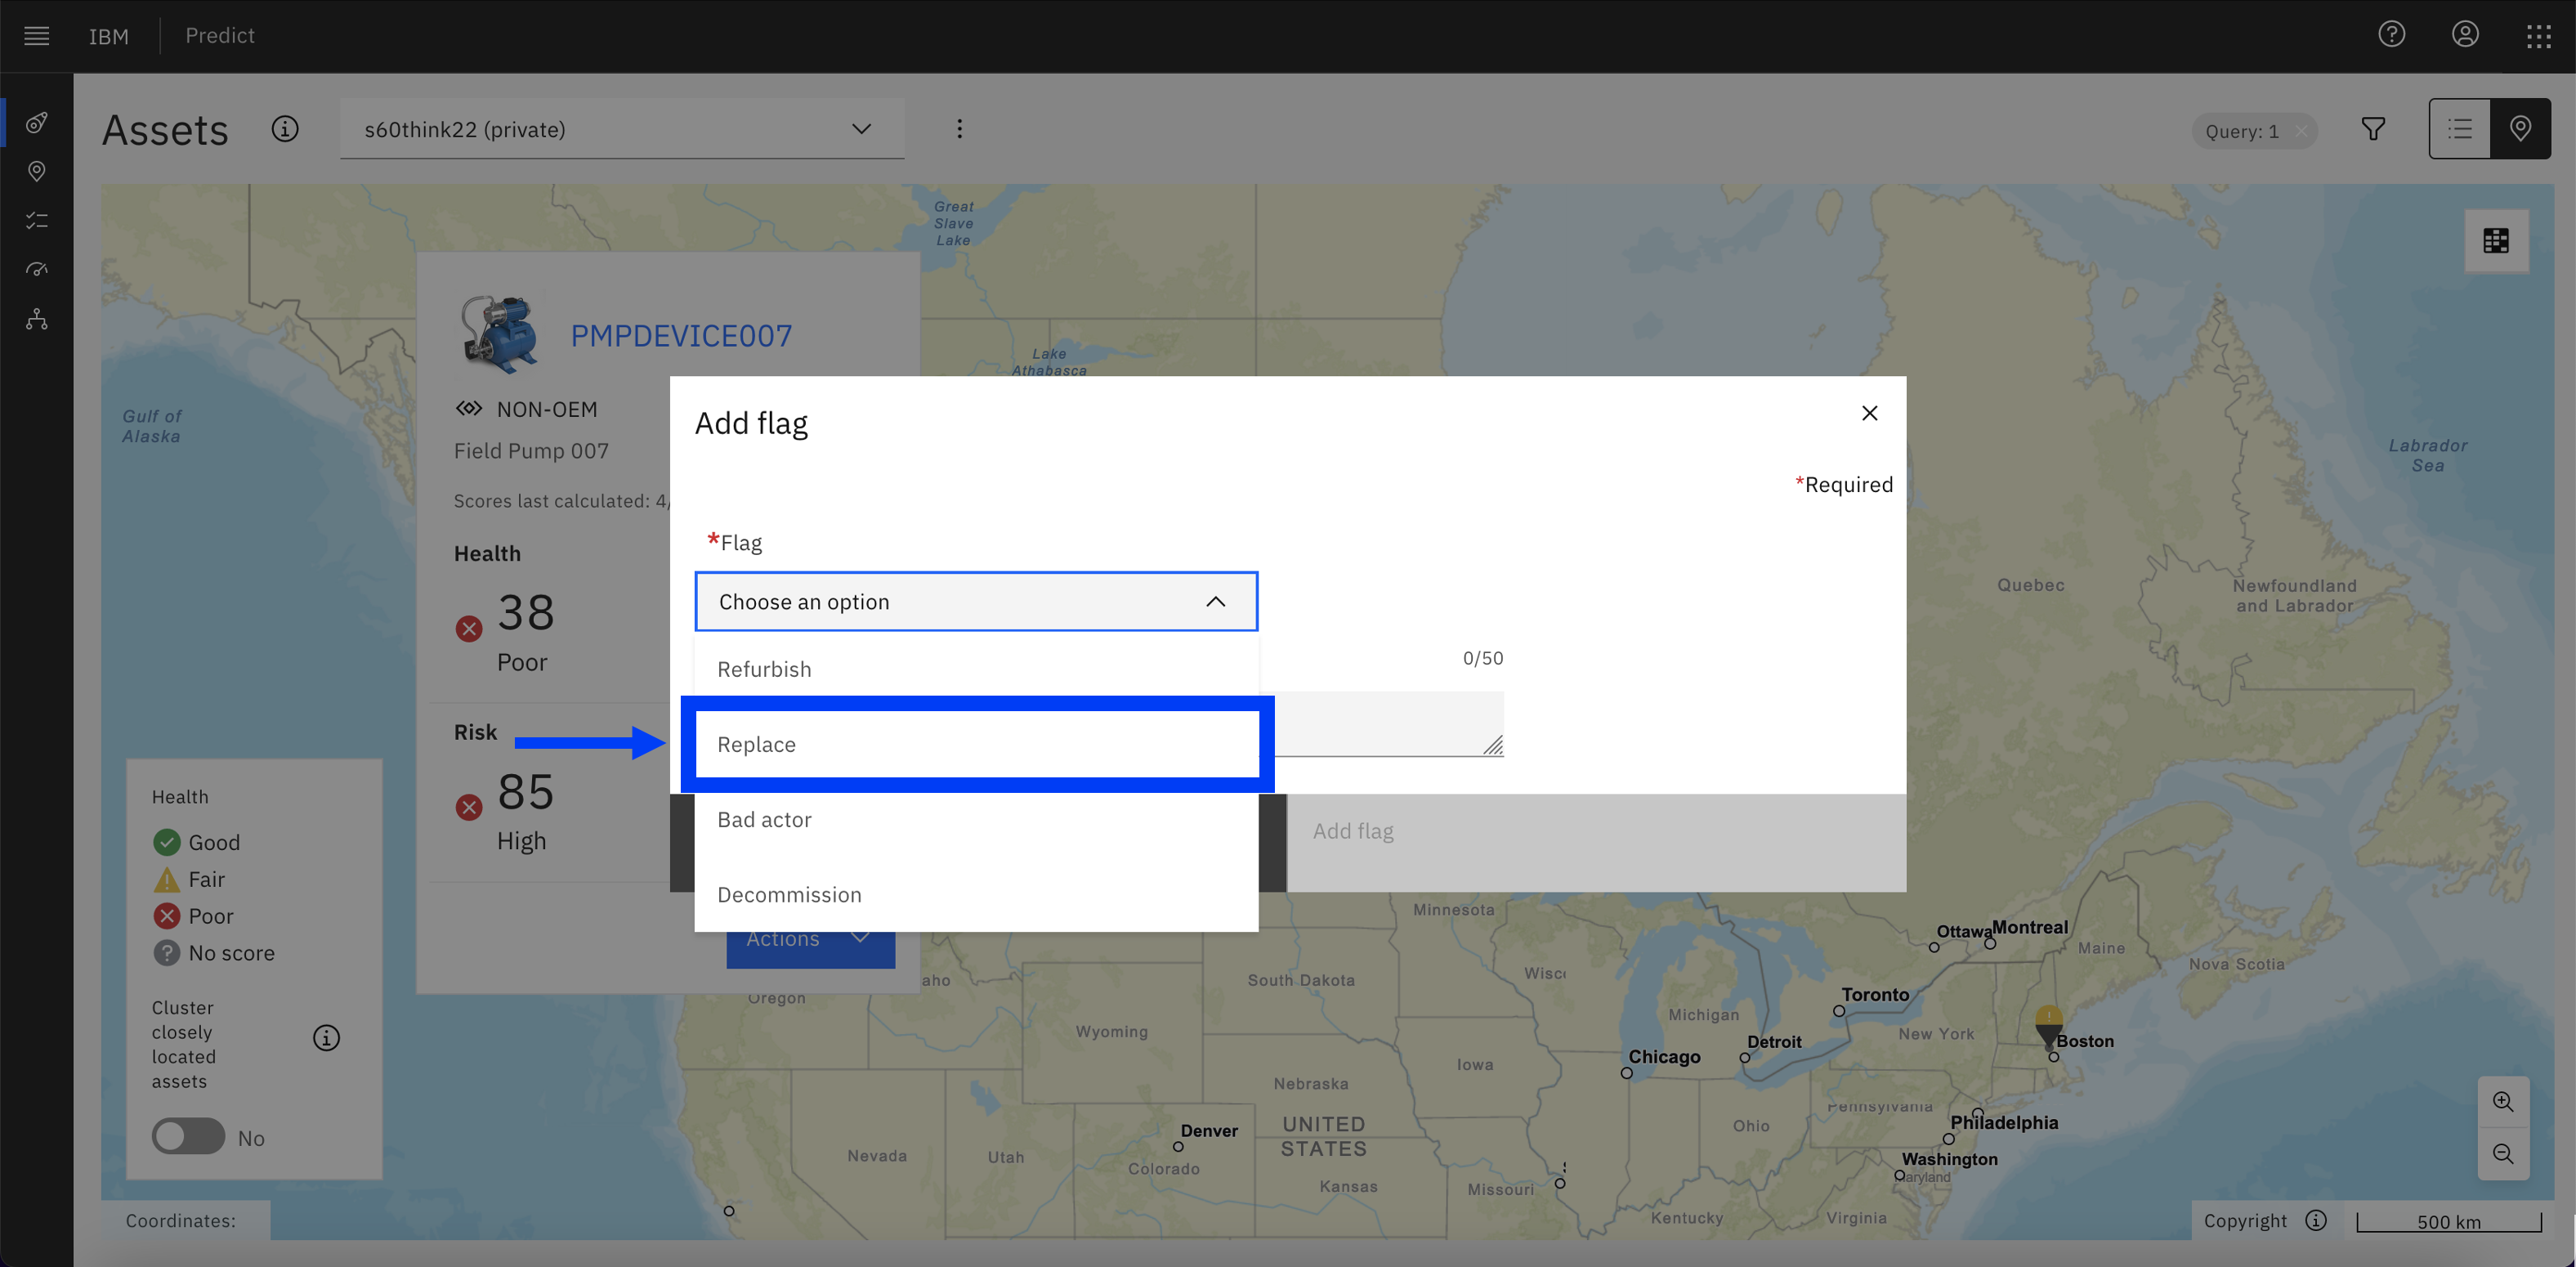 IBM
Predict
Assets
s60think22 (private)
Query: 1
Great
Slave
Lake
Lake
Athabasca
Gulf of
Alaska
Labrador
Sea
Quebec
Newfoundland
and Labrador
PMPDEVICE007
NON-OEM
Field Pump 007
Scores last calculated: 4/
Health
38
Poor
Risk
85
High
Actions
Add flag
*Required
*Flag
Choose an option
0/50
Refurbish
Replace
Bad actor
Decommission
Add flag
Health
Good
Fair
Poor
No score
Cluster
closely
located
assets
No
Minnesota
Ottawa
Montreal
Maine
Nova Scotia
aho
South Dakota
Wisc
Oregon
Toronto
Michigan
Wyoming
New York
Detroit
Boston
Chicago
Iowa
Nebraska
Pennsylvania
Philadelphia
Ohio
UNITED
STATES
Denver
Nevada
Utah
Colorado
Washington
Maryland
Kansas
Missouri
Kentucky
Virginia
Coordinates:
Copyright
500 km